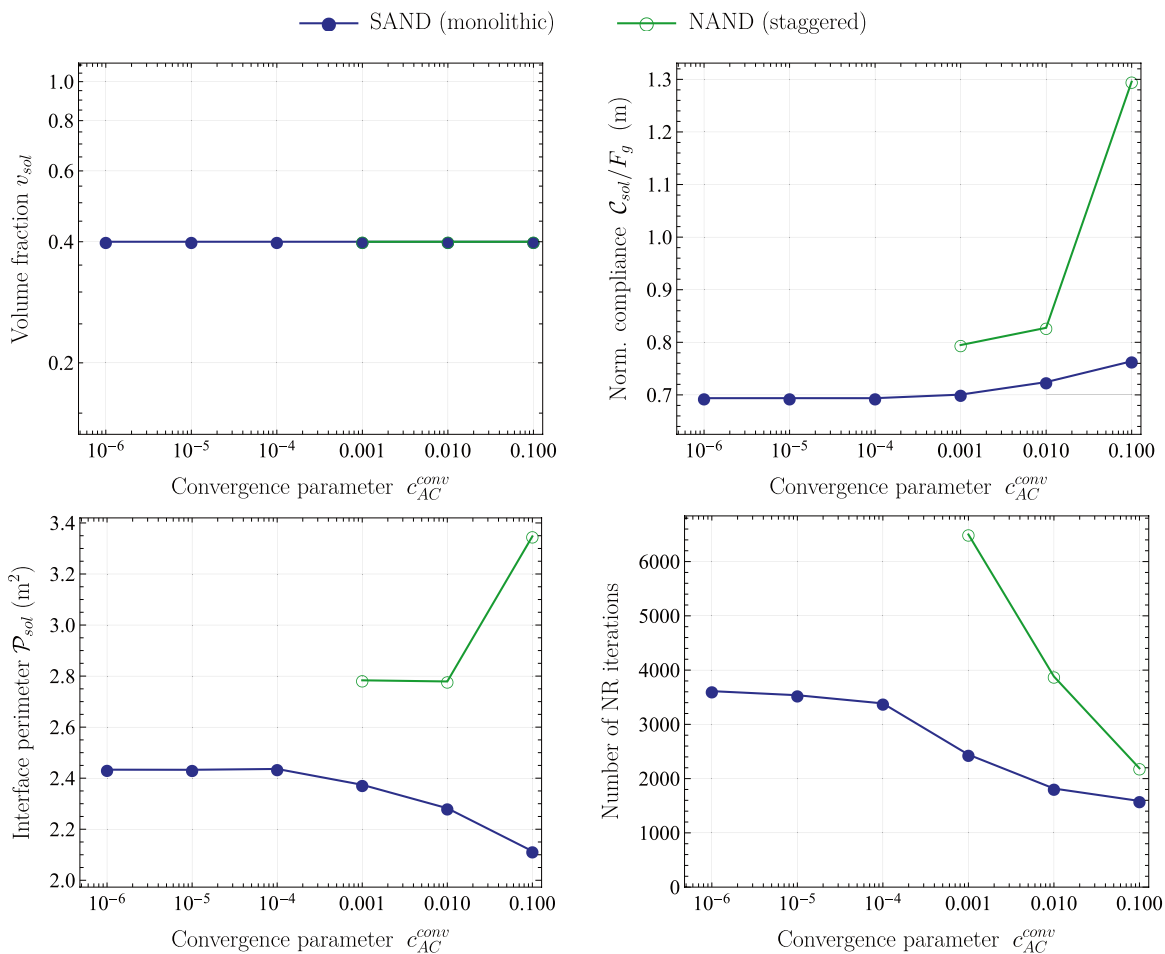 SAND (monolithic) NAND (staggered)
Volume fraction v_sol
1.0
0.8
0.6
0.4
0.2
10⁻⁶ 10⁻⁵ 10⁻⁴ 0.001 0.010 0.100
Convergence parameter c_AC^conv
Norm. compliance 𝒞_sol/F_g (m)
1.3
1.2
1.1
1.0
0.9
0.8
0.7
10⁻⁶ 10⁻⁵ 10⁻⁴ 0.001 0.010 0.100
Convergence parameter c_AC^conv
Interface perimeter 𝒫_sol (m²)
3.4
3.2
3.0
2.8
2.6
2.4
2.2
2.0
10⁻⁶ 10⁻⁵ 10⁻⁴ 0.001 0.010 0.100
Convergence parameter c_AC^conv
Number of NR iterations
6000
5000
4000
3000
2000
1000
0
10⁻⁶ 10⁻⁵ 10⁻⁴ 0.001 0.010 0.100
Convergence parameter c_AC^conv